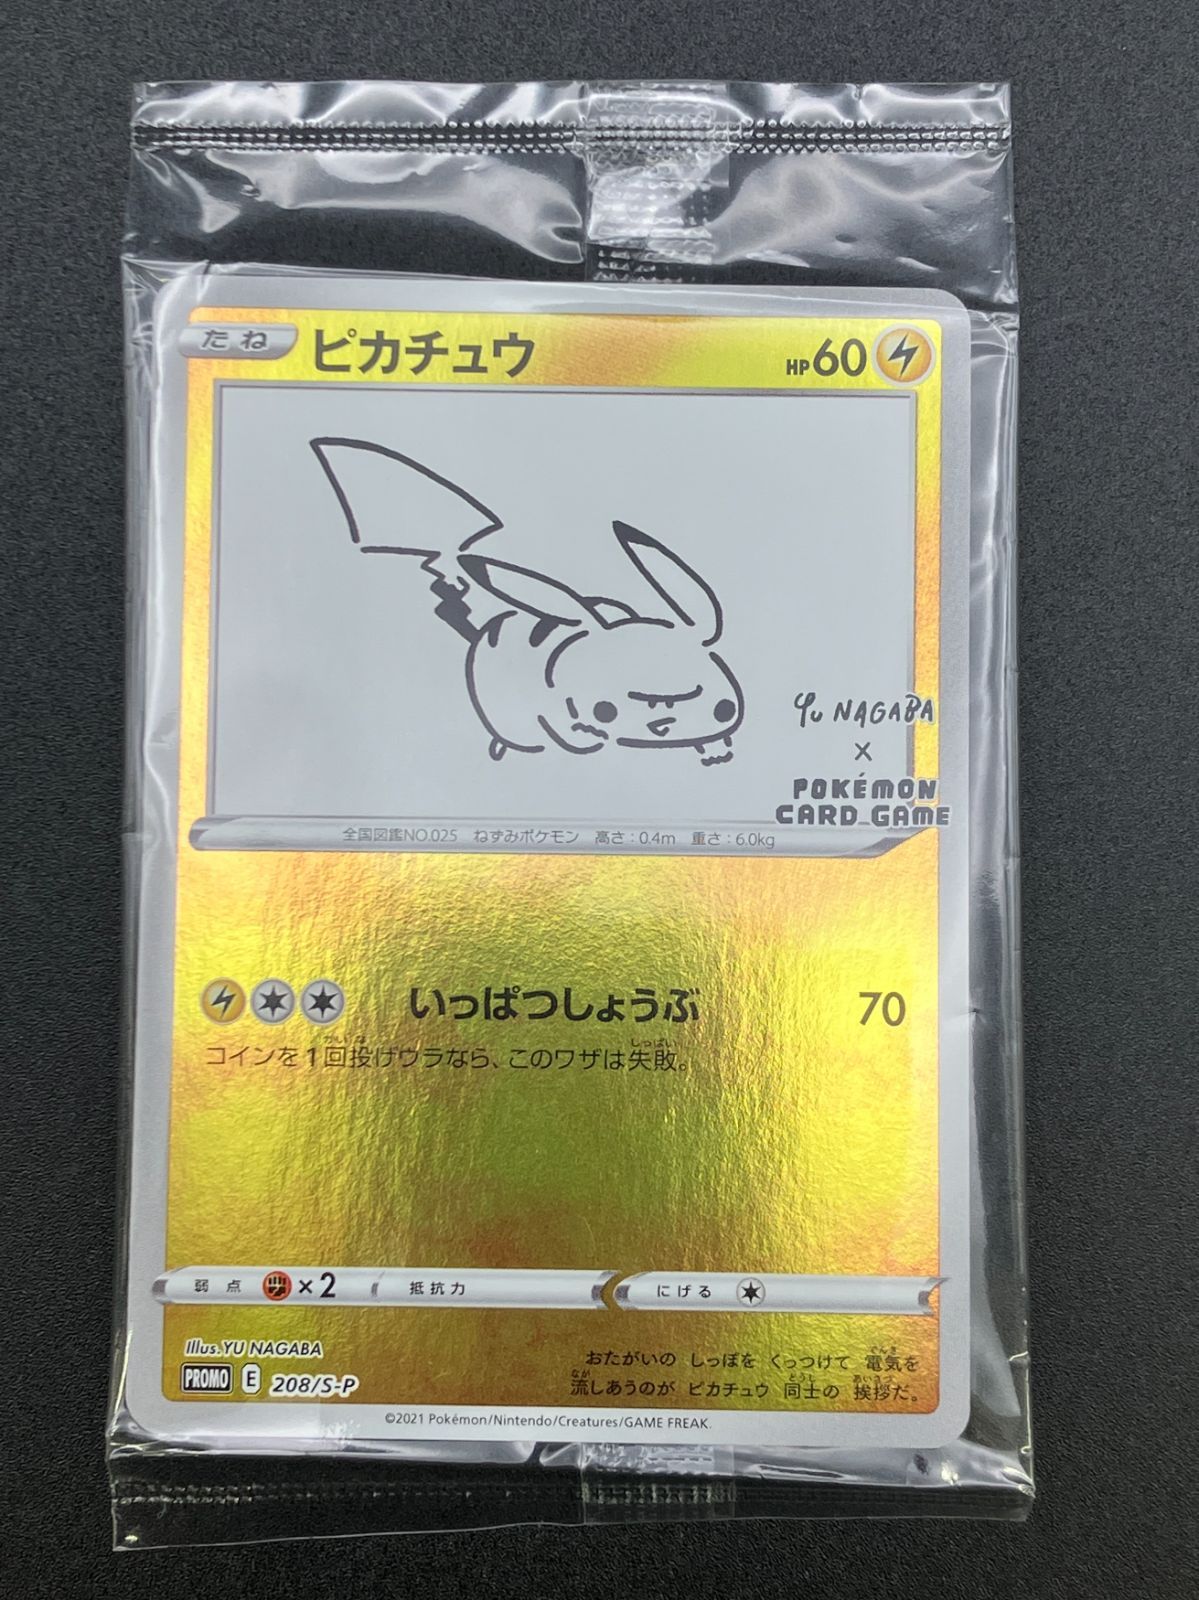 たね ピカチュウ HP60
YU NAGABA
×
POKÉMON
CARD GAME
全国図鑑NO.025 ねずみポケモン 高さ:0.4m 重さ:6.0kg
いっぱつしょうぶ 70
コインを1回投げウラなら、このワザは失敗。
弱点 ×2 抵抗力 にげる
Illus.YU NAGABA
PROMO E 208/S-P
おたがいの しっぽを くっつけて 電気を
流しあうのが ピカチュウ 同士の 挨拶だ。
©2021 Pokémon/Nintendo/Creatures/GAME FREAK.